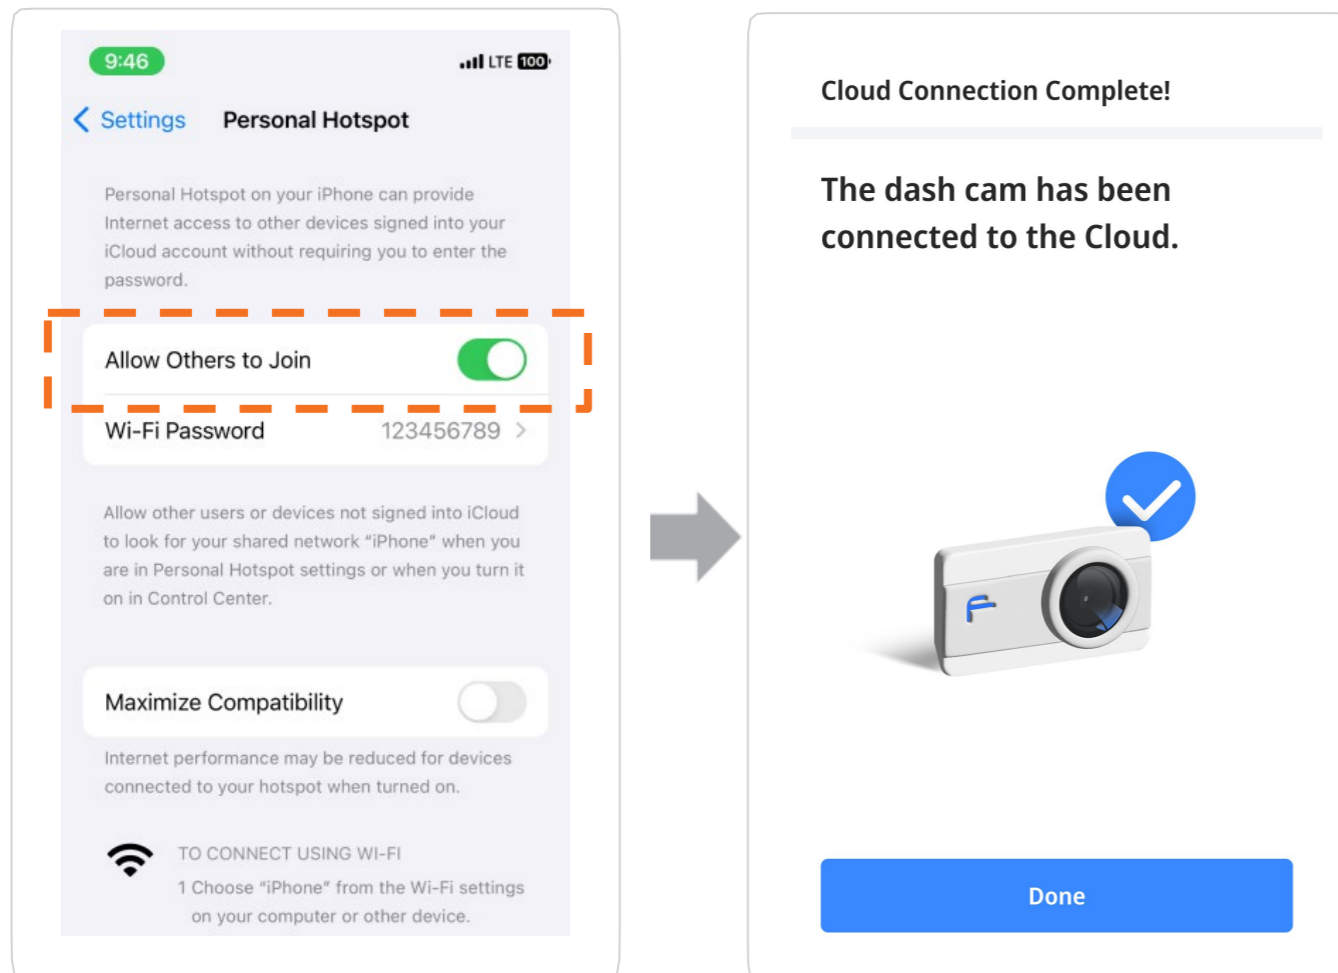 9:46
LTE 100
Settings
Personal Hotspot
Personal Hotspot on your iPhone can provide
Internet access to other devices signed into your
iCloud account without requiring you to enter the
password.
Allow Others to Join
Wi-Fi Password 123456789
Allow other users or devices not signed into iCloud
to look for your shared network “iPhone” when you
are in Personal Hotspot settings or when you turn it
on in Control Center.
Maximize Compatibility
Internet performance may be reduced for devices
connected to your hotspot when turned on.
TO CONNECT USING WI-FI
1 Choose “iPhone” from the Wi-Fi settings
on your computer or other device.
Cloud Connection Complete!
The dash cam has been
connected to the Cloud.
Done